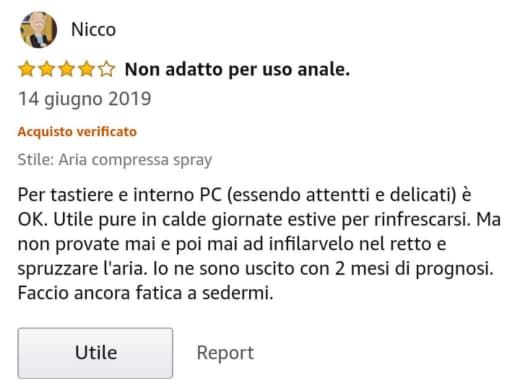 Nicco
Non adatto per uso anale.
14 giugno 2019
Acquisto verificato
Stile: Aria compressa spray
Per tastiere e interno PC (essendo attentti e delicati) è
OK. Utile pure in calde giornate estive per rinfrescarsi. Ma
non provate mai e poi mai ad infilarvelo nel retto e
spruzzare l'aria. Io ne sono uscito con 2 mesi di prognosi.
Faccio ancora fatica a sedermi.
Utile
Report